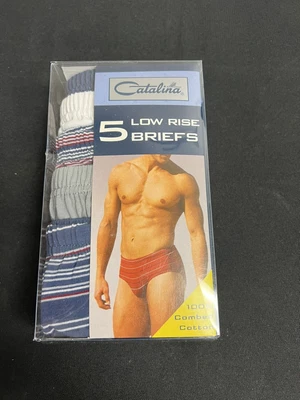 Catalina
5 LOW RISE
BRIEFS
100%
Combed
Cotton